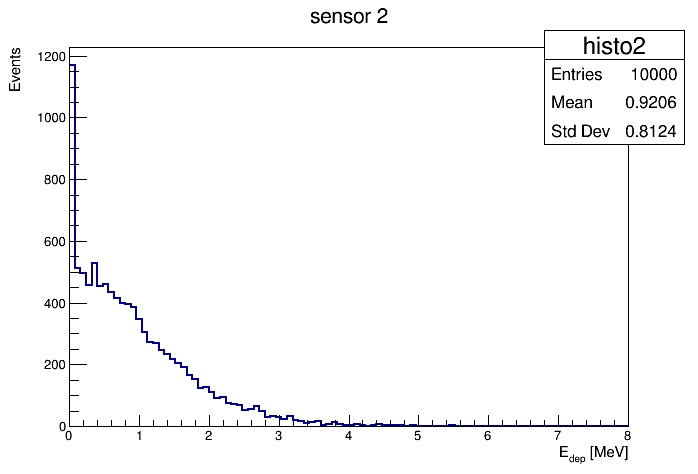 sensor 2
histo2
Entries 10000
Mean 0.9206
Std Dev 0.8124
Events
1200
1000
800
600
400
200
0
0 1 2 3 4 5 6 7 8
E_dep [MeV]